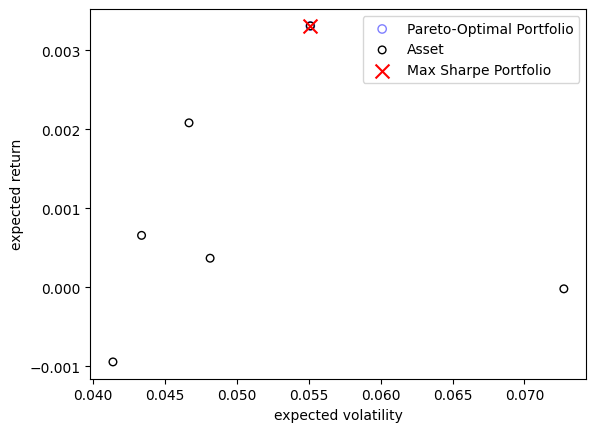 Pareto-Optimal Portfolio
Asset
Max Sharpe Portfolio
expected return
0.003
0.002
0.001
0.000
−0.001
0.040
0.045
0.050
0.055
0.060
0.065
0.070
expected volatility